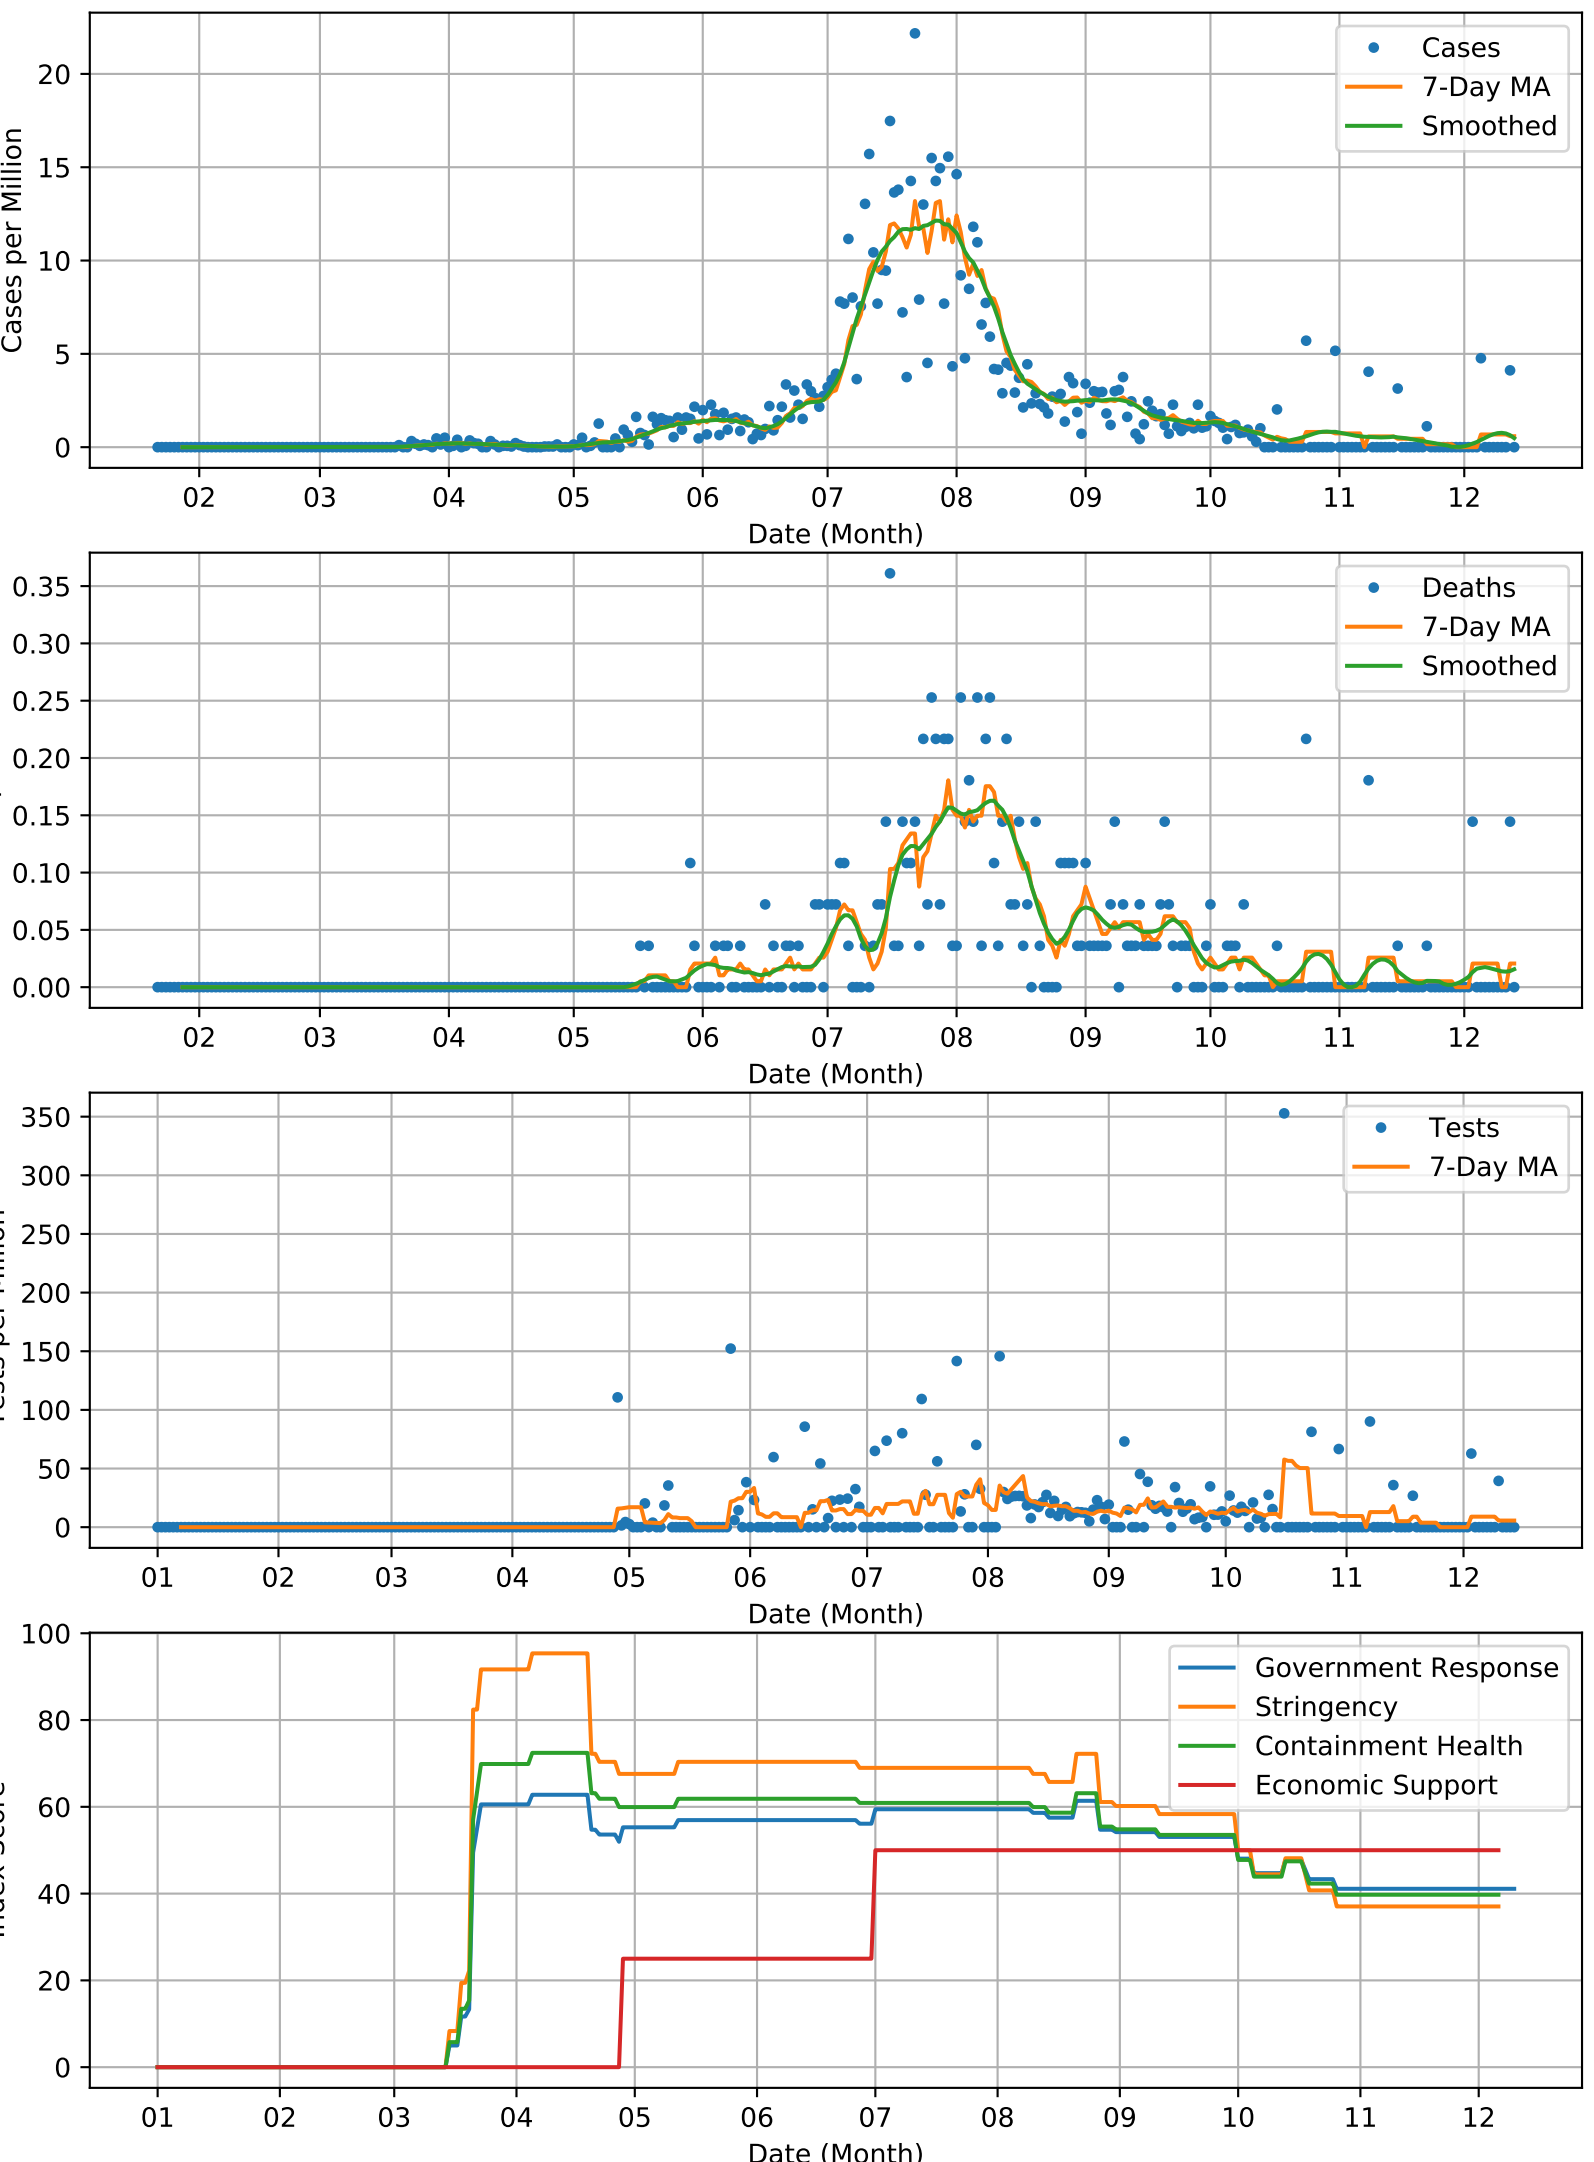 Cases per Million
20
15
10
5
0
Cases
7-Day MA
Smoothed
02 03 04 05 06 07 08 09 10 11 12
Date (Month)
0.35
0.30
0.25
0.20
0.15
0.10
0.05
0.00
Deaths
7-Day MA
Smoothed
02 03 04 05 06 07 08 09 10 11 12
Date (Month)
350
300
250
200
150
100
50
0
Tests
7-Day MA
01 02 03 04 05 06 07 08 09 10 11 12
Date (Month)
100
80
60
40
20
0
Government Response
Stringency
Containment Health
Economic Support
01 02 03 04 05 06 07 08 09 10 11 12
Date (Month)